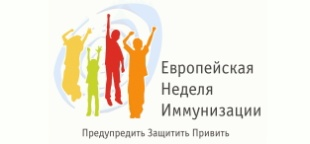 Европейская
Неделя
Иммунизации
Предупредить Защитить Привить